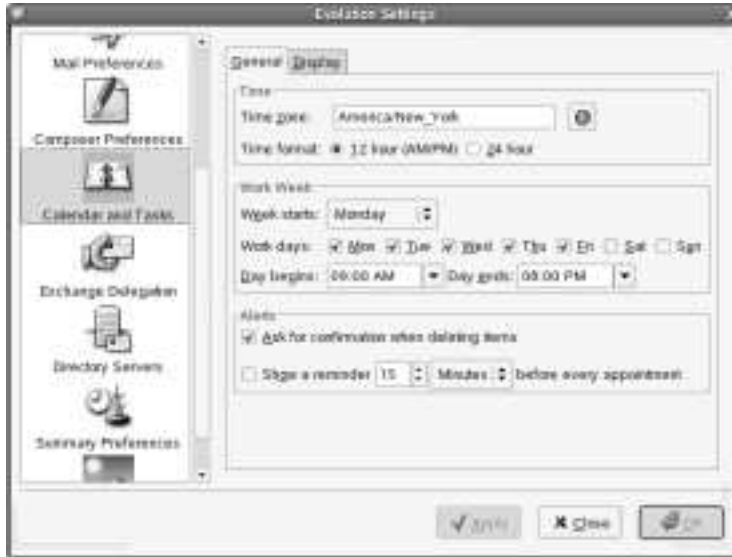 Evolution Settings
Mail Preferences
Composer Preferences
Calendar and Tasks
Exchange Delegation
Directory Servers
Summary Preferences
General Display
Time
Time zone: America/New_York
Time format: 12 hour (AM/PM) 24 hour
Work Week
Week starts: Monday
Work days: Mon Tue Wed Thu Fri Sat Sun
Day begins: 09:00 AM Day ends: 05:00 PM
Alerts
Ask for confirmation when deleting items
Show a reminder 15 Minutes before every appointment
Apply Close OK